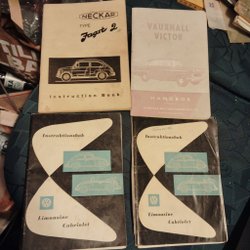 NECKAR
TYPE
Jagst 2
Instruction Book
VAUXHALL
VICTOR
HANDBOOK
Instruktionsbok
Limousine
Cabriolet
Instruktionsbok
Limousine
Cabriolet